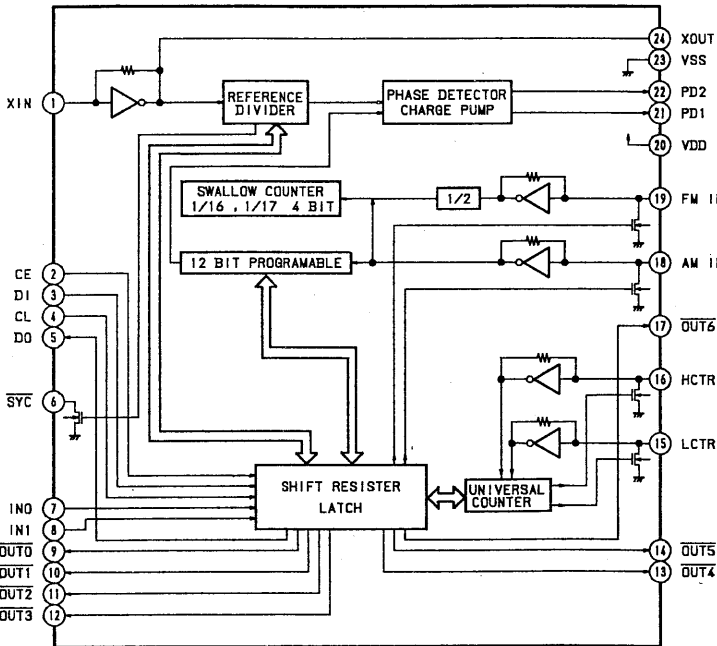 24 XOUT
23 VSS
XIN 1
REFERENCE
DIVIDER
PHASE DETECTOR
CHARGE PUMP
22 PD2
21 PD1
20 VDD
SWALLOW COUNTER
1/16 , 1/17 4 BIT
1/2
19 FM I
12 BIT PROGRAMABLE
18 AM I
CE 2
DI 3
CL 4
DO 5
17 OUT6
SYC 6
16 HCTR
15 LCTR
SHIFT RESISTER
LATCH
UNIVERSAL
COUNTER
IN0 7
IN1 8
OUT0 9
OUT1 10
OUT2 11
OUT3 12
14 OUT5
13 OUT4